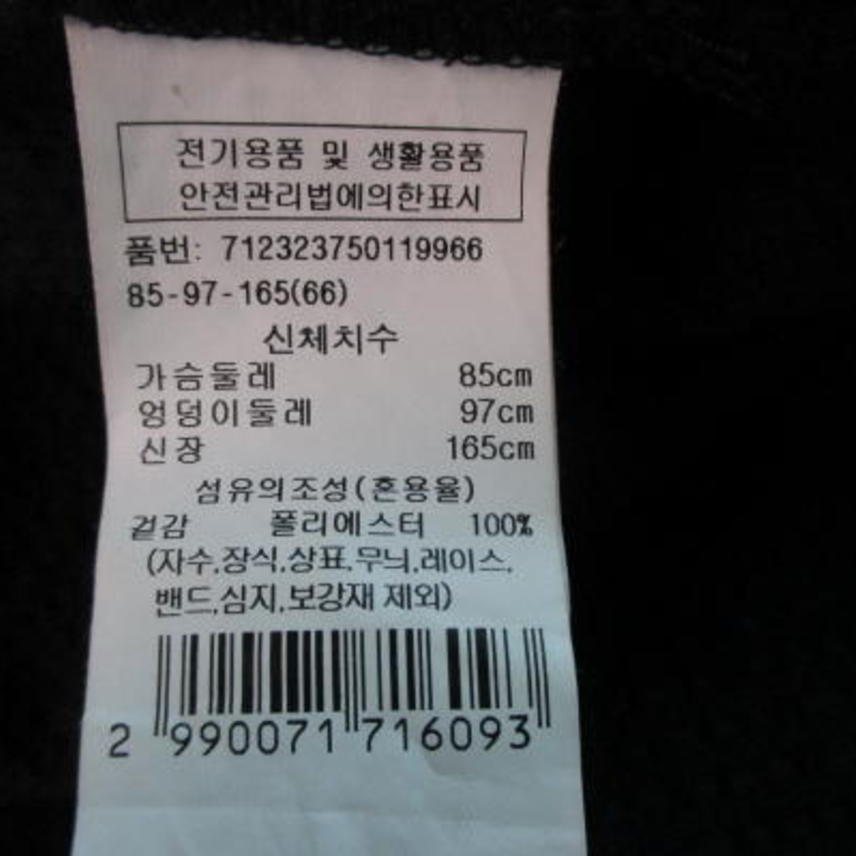 전기용품 및 생활용품
안전관리법에의한표시
품번: 712323750119966
85-97-165(66)
신체치수
가슴둘레 85cm
엉덩이둘레 97cm
신장 165cm
섬유의조성(혼용율)
겉감 폴리에스터 100%
(자수,장식,상표,무늬,레이스,
밴드,심지,보강재 제외)
2 990071 716093